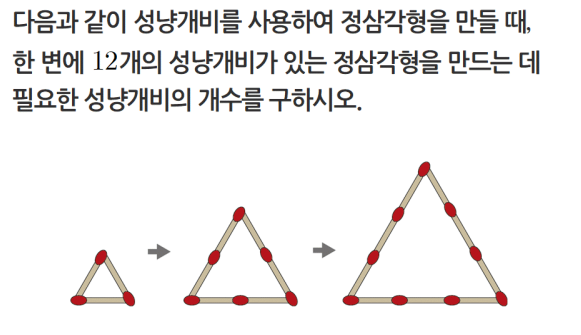 다음과 같이 성냥개비를 사용하여 정삼각형을 만들 때,
한 변에 12개의 성냥개비가 있는 정삼각형을 만드는 데
필요한 성냥개비의 개수를 구하시오.